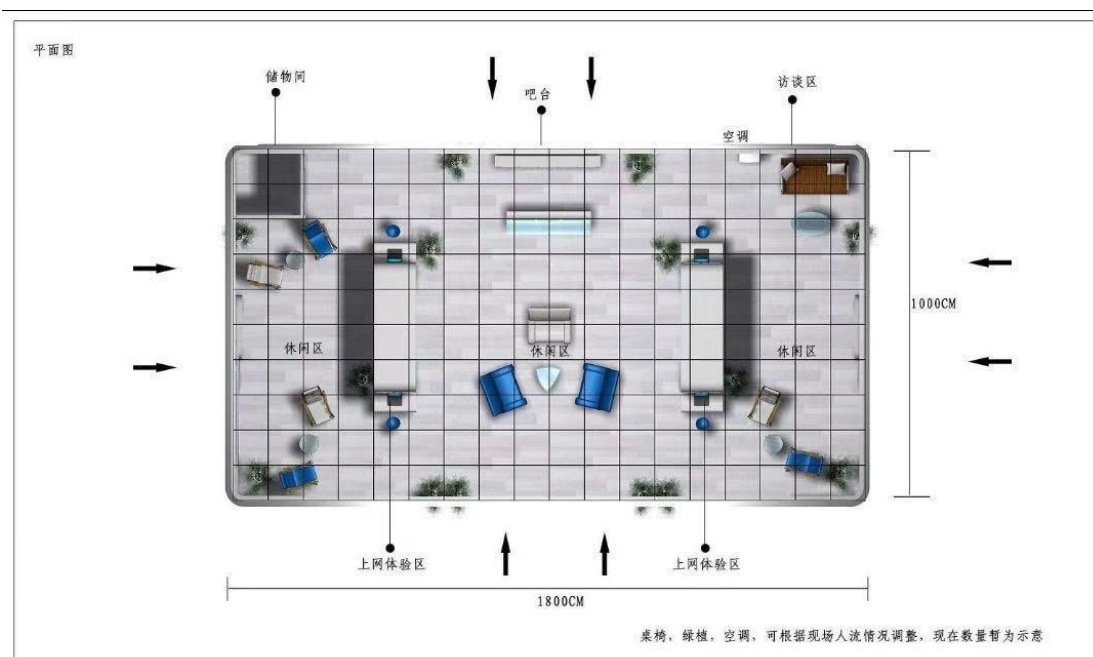 平面图
储物间
吧台
访谈区
空调
1000CM
休闲区
休闲区
休闲区
上网体验区
上网体验区
1800CM
桌椅、绿植、空调、可根据现场人流情况调整，现在数量暂为示意